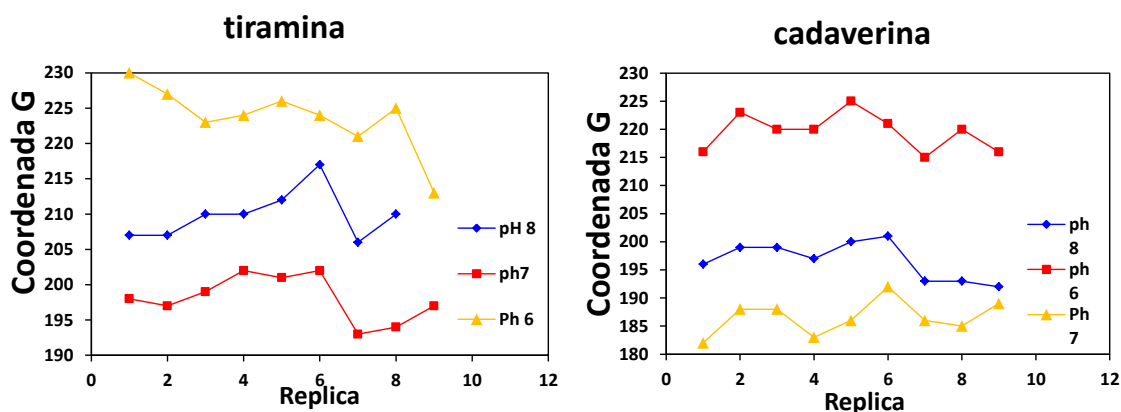 tiramina
Coordenada G
230
225
220
215
210
205
200
195
190
0 2 4 6 8 10 12
Replica
pH 8
ph7
Ph 6
cadaverina
Coordenada G
230
225
220
215
210
205
200
195
190
185
180
0 2 4 6 8 10 12
Replica
ph
8
ph
6
Ph
7